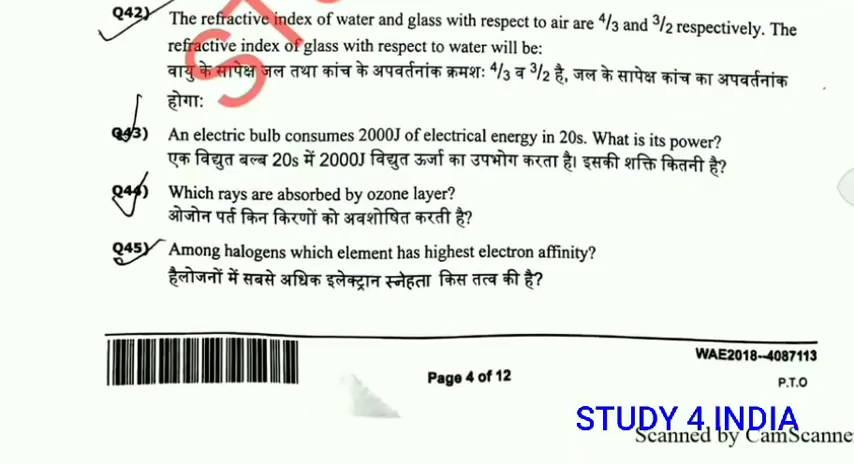 Q42) The refractive index of water and glass with respect to air are 4/3 and 3/2 respectively. The
refractive index of glass with respect to water will be:
वायु के सापेक्ष जल तथा कांच के अपवर्तनांक क्रमशः 4/3 व 3/2 है, जल के सापेक्ष कांच का अपवर्तनांक
होगा:
Q43) An electric bulb consumes 2000J of electrical energy in 20s. What is its power?
एक विद्युत बल्ब 20s में 2000J विद्युत ऊर्जा का उपभोग करता है। इसकी शक्ति कितनी है?
Q44) Which rays are absorbed by ozone layer?
ओजोन पर्त किन किरणों को अवशोषित करती है?
Q45) Among halogens which element has highest electron affinity?
हैलोजनों में सबसे अधिक इलेक्ट्रान स्नेहता किस तत्व की है?
WAE2018--4087113
Page 4 of 12
P.T.O
STUDY 4 INDIA
Scanned by CamScanne